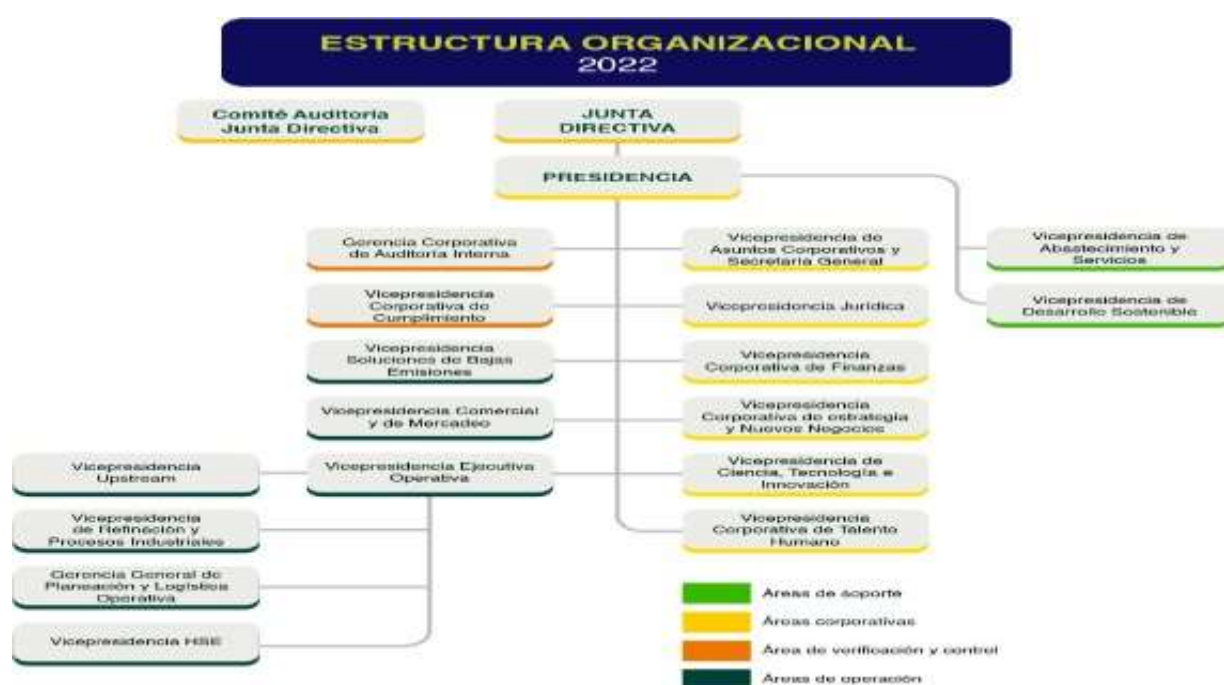 ESTRUCTURA ORGANIZACIONAL
2022
Comité Auditoría
Junta Directiva
JUNTA
DIRECTIVA
PRESIDENCIA
Gerencia Corporativa
de Auditoría Interna
Vicepresidencia de
Asuntos Corporativos y
Secretaría General
Vicepresidencia de
Abastecimiento y
Servicios
Vicepresidencia
Corporativa de
Cumplimiento
Vicepresidencia Jurídica
Vicepresidencia de
Desarrollo Sostenible
Vicepresidencia
Soluciones de Bajas
Emisiones
Vicepresidencia
Corporativa de Finanzas
Vicepresidencia Comercial
y de Mercadeo
Vicepresidencia
Corporativa de estrategia
y Nuevos Negocios
Vicepresidencia
Upstream
Vicepresidencia Ejecutiva
Operativa
Vicepresidencia de
Ciencia, Tecnología e
Innovación
Vicepresidencia
de Refinación y
Procesos Industriales
Vicepresidencia
Corporativa de Talento
Humano
Gerencia General de
Planeación y Logística
Operativa
Vicepresidencia HSE
Áreas de soporte
Áreas corporativas
Área de verificación y control
Áreas de operación